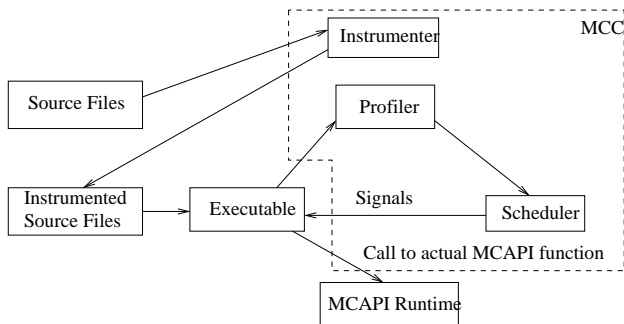 Instrumenter
MCC
Source Files
Profiler
Instrumented
Source Files
Executable
Signals
Scheduler
Call to actual MCAPI function
MCAPI Runtime